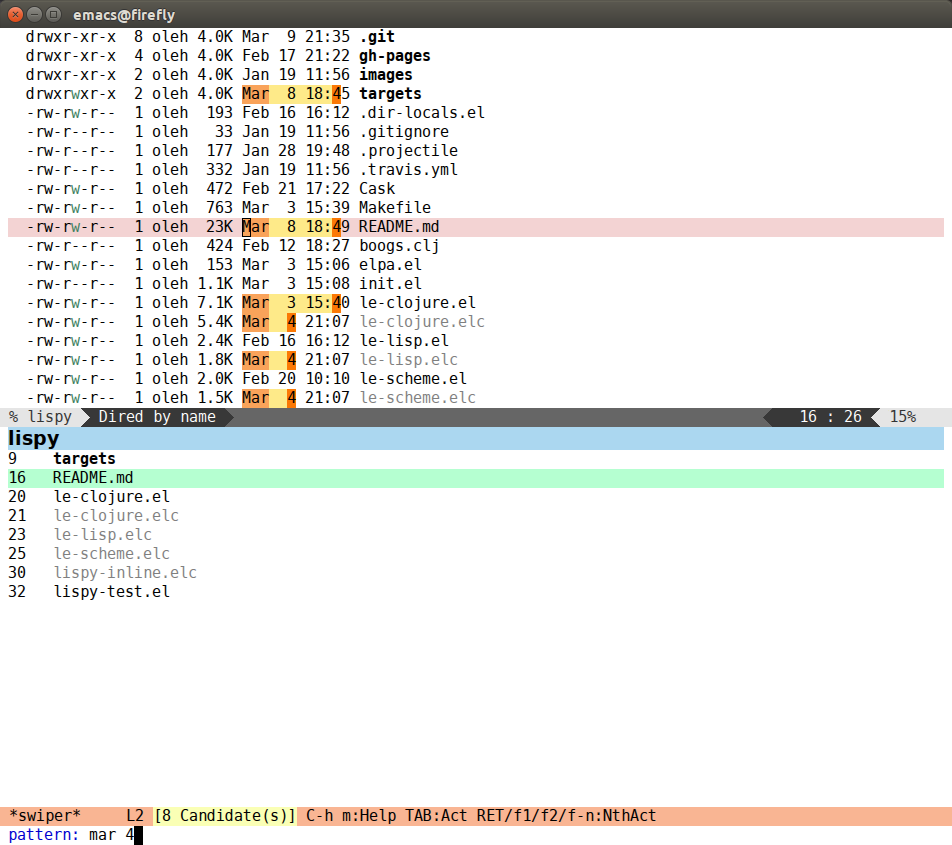 emacs@firefly
drwxr-xr-x 8 oleh 4.0K Mar 9 21:35 .git
drwxr-xr-x 4 oleh 4.0K Feb 17 21:22 gh-pages
drwxr-xr-x 2 oleh 4.0K Jan 19 11:56 images
drwxrwxr-x 2 oleh 4.0K Mar 8 18:45 targets
-rw-rw-r-- 1 oleh 193 Feb 16 16:12 .dir-locals.el
-rw-r--r-- 1 oleh 33 Jan 19 11:56 .gitignore
-rw-r--r-- 1 oleh 177 Jan 28 19:48 .projectile
-rw-r--r-- 1 oleh 332 Jan 19 11:56 .travis.yml
-rw-rw-r-- 1 oleh 472 Feb 21 17:22 Cask
-rw-rw-r-- 1 oleh 763 Mar 3 15:39 Makefile
-rw-rw-r-- 1 oleh 23K Mar 8 18:49 README.md
-rw-r--r-- 1 oleh 424 Feb 12 18:27 boogs.clj
-rw-rw-r-- 1 oleh 153 Mar 3 15:06 elpa.el
-rw-r--r-- 1 oleh 1.1K Mar 3 15:08 init.el
-rw-rw-r-- 1 oleh 7.1K Mar 3 15:40 le-clojure.el
-rw-rw-r-- 1 oleh 5.4K Mar 4 21:07 le-clojure.elc
-rw-rw-r-- 1 oleh 2.4K Feb 16 16:12 le-lisp.el
-rw-rw-r-- 1 oleh 1.8K Mar 4 21:07 le-lisp.elc
-rw-rw-r-- 1 oleh 2.0K Feb 20 10:10 le-scheme.el
-rw-rw-r-- 1 oleh 1.5K Mar 4 21:07 le-scheme.elc
% lispy Dired by name 16 : 26 15%
lispy
9 targets
16 README.md
20 le-clojure.el
21 le-clojure.elc
23 le-lisp.elc
25 le-scheme.elc
30 lispy-inline.elc
32 lispy-test.el
*swiper* L2 [8 Candidate(s)] C-h m:Help TAB:Act RET/f1/f2/f-n:NthAct
pattern: mar 4